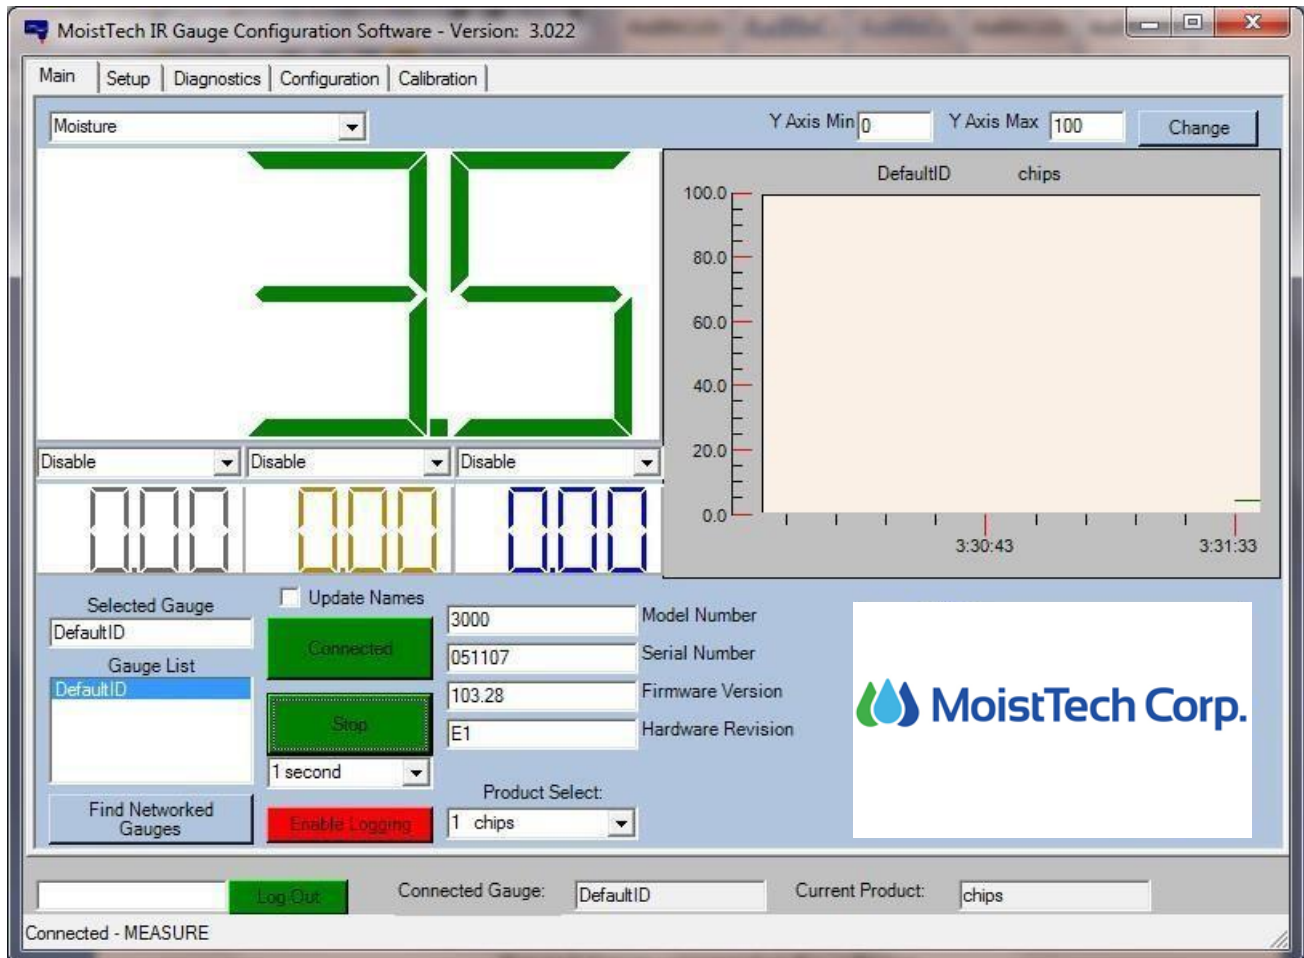 MoistTech IR Gauge Configuration Software - Version: 3.022
Main Setup Diagnostics Configuration Calibration
Moisture
Y Axis Min 0 Y Axis Max 100 Change
3.5
DefaultID chips
100.0
80.0
60.0
40.0
20.0
0.0
3:30:43 3:31:33
Disable Disable Disable
0.00 0.00 0.00
Selected Gauge
DefaultID
Gauge List
DefaultID
Find Networked
Gauges
Update Names
Connected
Stop
1 second
Enable Logging
3000 Model Number
051107 Serial Number
103.28 Firmware Version
E1 Hardware Revision
Product Select:
1 chips
MoistTech Corp.
Log Out Connected Gauge: DefaultID Current Product: chips
Connected - MEASURE